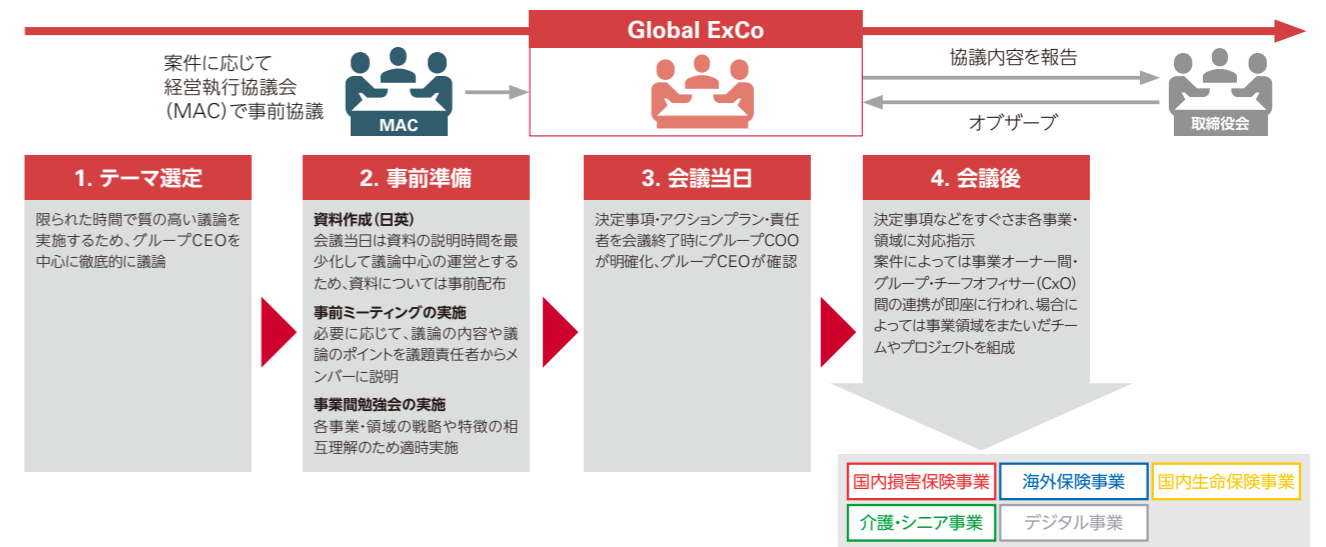 Global ExCo
案件に応じて
経営執行協議会
(MAC)で事前協議
MAC
協議内容を報告
オブザーブ
取締役会
1. テーマ選定
限られた時間で質の高い議論を
実施するため、グループCEOを
中心に徹底的に議論
2. 事前準備
資料作成(日英)
会議当日は資料の説明時間を最
少化して議論中心の運営とする
ため、資料については事前配布
事前ミーティングの実施
必要に応じて、議論の内容や議
論のポイントを議題責任者からメ
ンバーに説明
事業間勉強会の実施
各事業・領域の戦略や特徴の相
互理解のため適時実施
3. 会議当日
決定事項・アクションプラン・責任
者を会議終了時にグループCOO
が明確化、グループCEOが確認
4. 会議後
決定事項などをすぐさま各事業・
領域に対応指示
案件によっては事業オーナー間・
グループ・チーフオフィサー(CxO)
間の連携が即座に行われ、場合に
よっては事業領域をまたいだチー
ムやプロジェクトを組成
国内損害保険事業
海外保険事業
国内生命保険事業
介護・シニア事業
デジタル事業